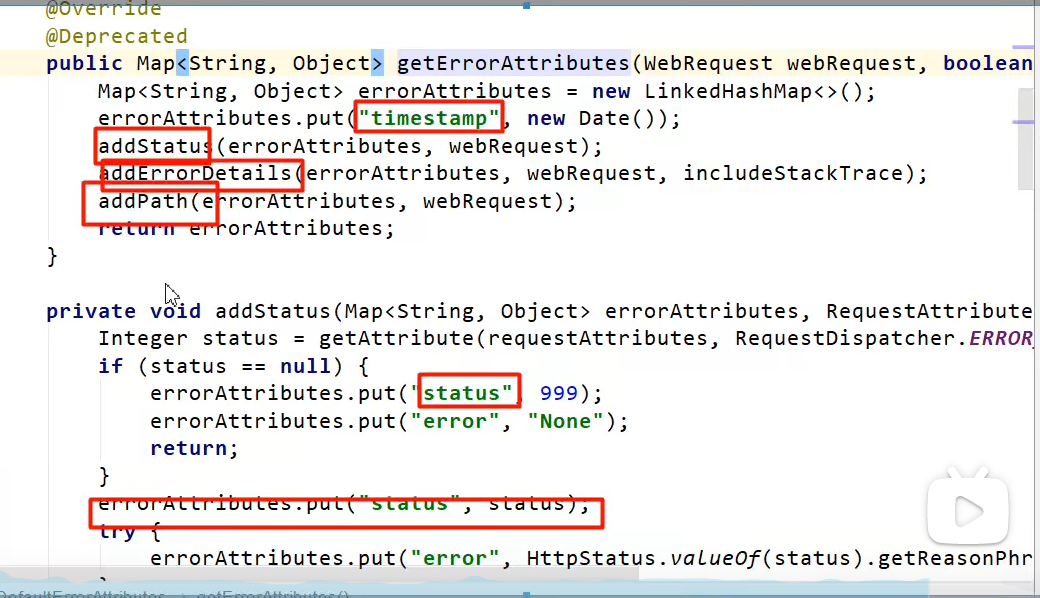 @Override
@Deprecated
public Map<String, Object> getErrorAttributes(WebRequest webRequest, boolean
Map<String, Object> errorAttributes = new LinkedHashMap<>();
errorAttributes.put("timestamp", new Date());
addStatus(errorAttributes, webRequest);
addErrorDetails(errorAttributes, webRequest, includeStackTrace);
addPath(errorAttributes, webRequest);
return errorAttributes;
}
private void addStatus(Map<String, Object> errorAttributes, RequestAttribute
Integer status = getAttribute(requestAttributes, RequestDispatcher.ERROR_
if (status == null) {
errorAttributes.put("status", 999);
errorAttributes.put("error", "None");
return;
}
errorAttributes.put("status", status);
try {
errorAttributes.put("error", HttpStatus.valueOf(status).getReasonPhr
}
DefaultErrorAttributes > getErrorAttributes()